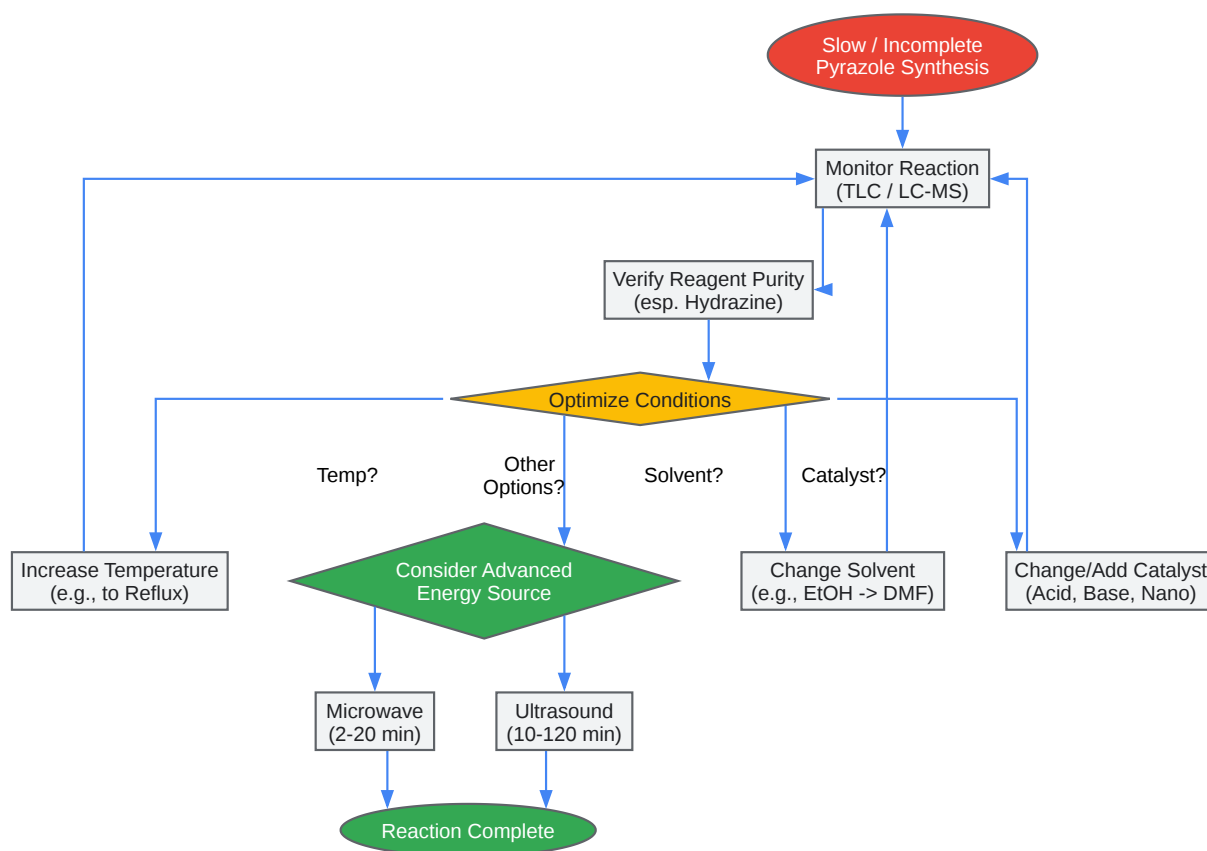 Slow / Incomplete
Pyrazole Synthesis
Monitor Reaction
(TLC / LC-MS)
Verify Reagent Purity
(esp. Hydrazine)
Optimize Conditions
Temp?
Other
Options?
Solvent?
Catalyst?
Increase Temperature
(e.g., to Reflux)
Consider Advanced
Energy Source
Change Solvent
(e.g., EtOH -> DMF)
Change/Add Catalyst
(Acid, Base, Nano)
Microwave
(2-20 min)
Ultrasound
(10-120 min)
Reaction Complete